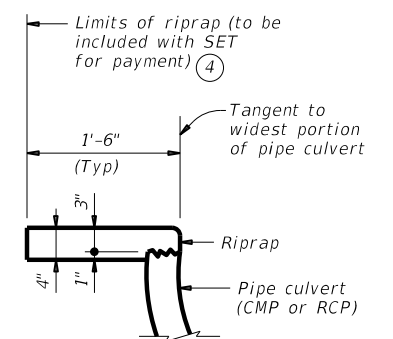 Limits of riprap (to be
included with SET
for payment) 4
Tangent to
widest portion
of pipe culvert
1'-6"
(Typ)
3"
Riprap
4"
1"
Pipe culvert
(CMP or RCP)